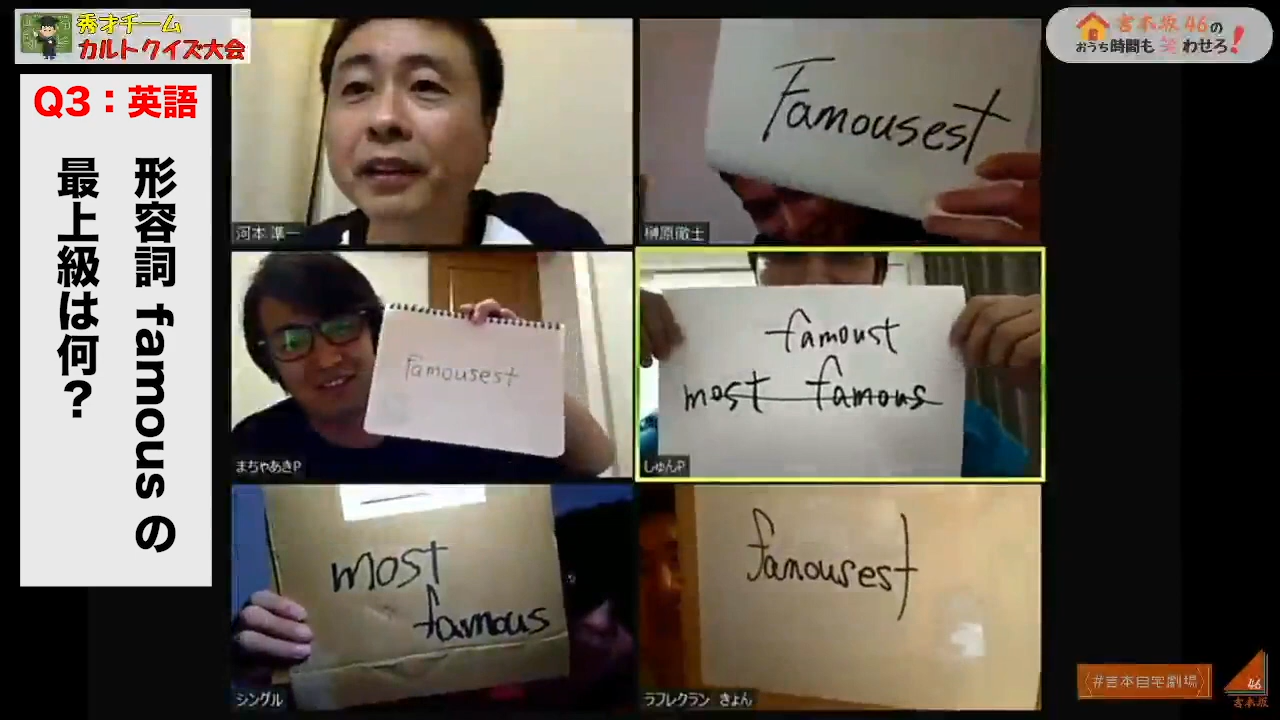 秀才チーム
カルトクイズ大会
吉本坂46の
おうち時間も笑わせろ!
Q3：英語
形容詞 famous の
最上級は何？
河本 準一
Famousest
榊原徹士
famousest
まちゃあきP
famoust
most famous
しゅんP
most
famous
シングル
famousest
ラフレクラン きょん
#吉本自宅劇場
46
吉本坂